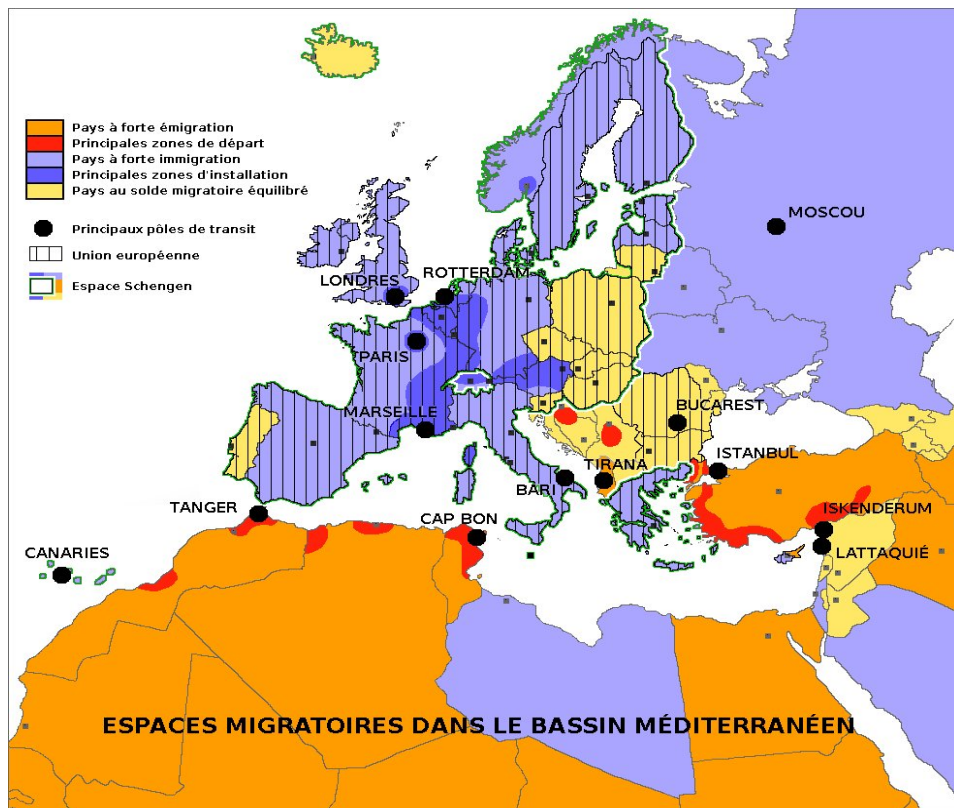 Pays à forte émigration
Principales zones de départ
Pays à forte immigration
Principales zones d'installation
Pays au solde migratoire équilibré
Principaux pôles de transit
Union européenne
Espace Schengen
MOSCOU
LONDRES
ROTTERDAM
PARIS
MARSEILLE
BUCAREST
BARI
TIRANA
ISTANBUL
TANGER
CAP BON
ISKENDERUM
CANARIES
LATTAQUIÉ
ESPACES MIGRATOIRES DANS LE BASSIN MÉDITERRANÉEN